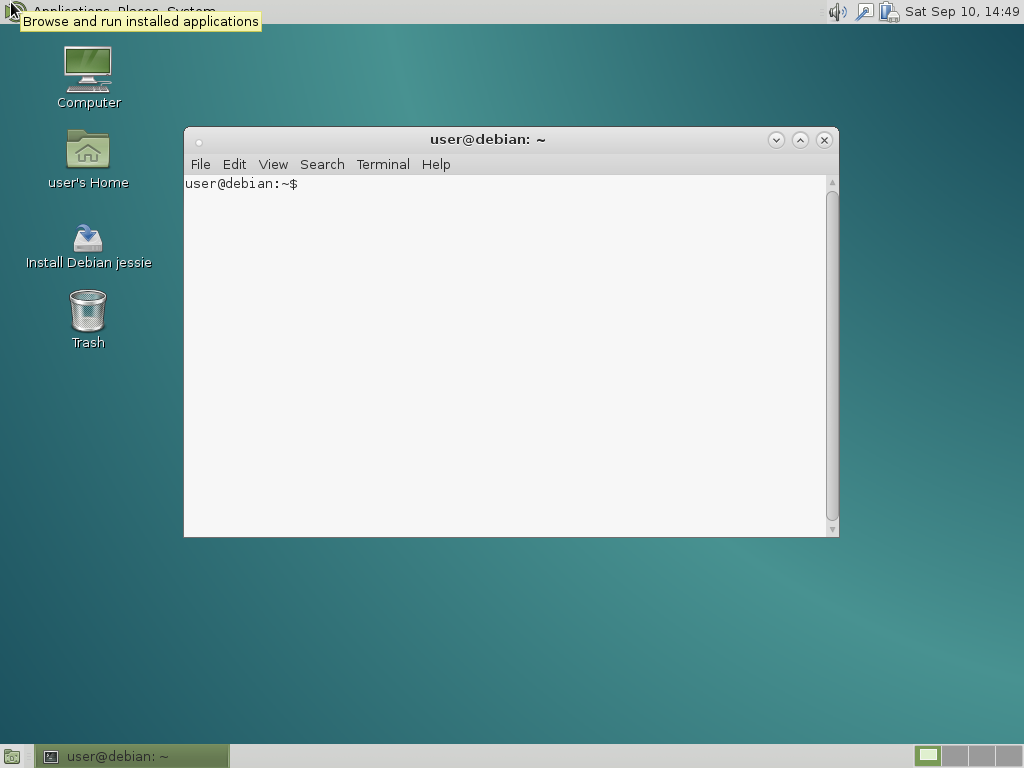 Applications Places System
Sat Sep 10, 14:49
Browse and run installed applications
Computer
user's Home
Install Debian jessie
Trash
user@debian: ~
File Edit View Search Terminal Help
user@debian:~$
user@debian: ~